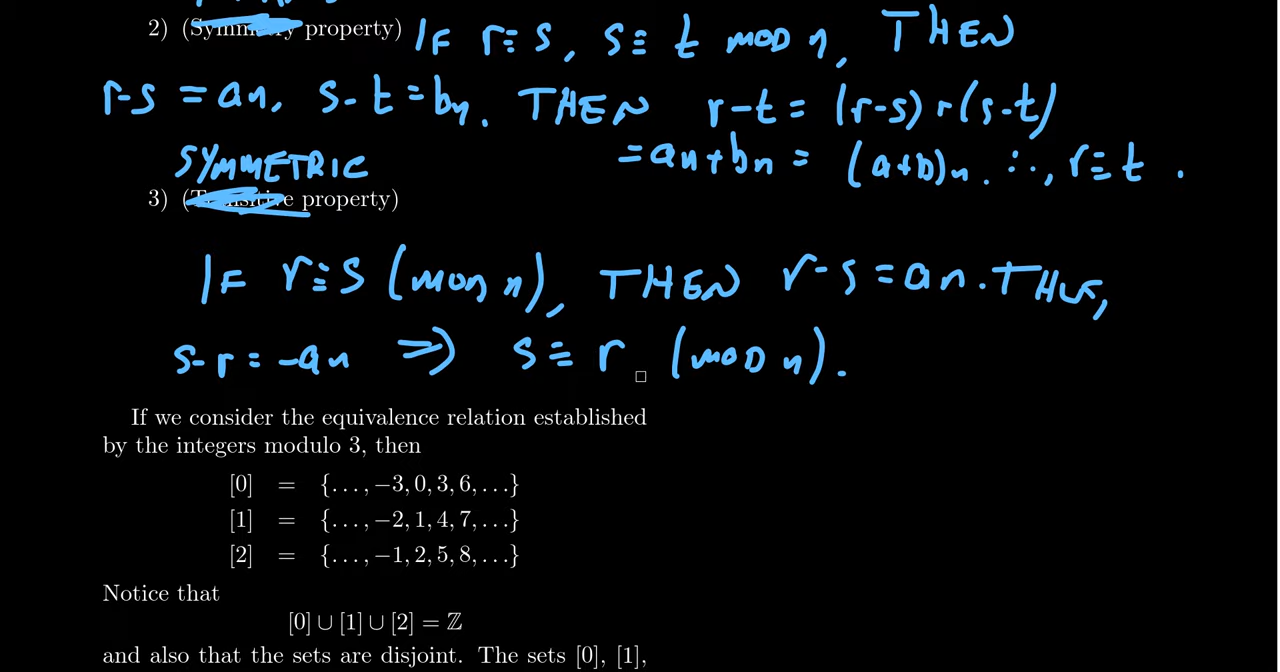 2) (Symmetry property) IF r≡s, s≡t MOD n, THEN
r-s = an, s-t = bn. THEN r-t = (r-s)+(s-t)
SYMMETRIC = an+bn = (a+b)n. ∴, r≡t.
3) (Transitive property)
IF r≡s (MOD n), THEN r-s = an. THUS,
s-r = -an ⇒ s≡r (MOD n).
□
If we consider the equivalence relation established
by the integers modulo 3, then
[0] = {..., −3, 0, 3, 6, ...}
[1] = {..., −2, 1, 4, 7, ...}
[2] = {..., −1, 2, 5, 8, ...}
Notice that
[0] ∪ [1] ∪ [2] = ℤ
and also that the sets are disjoint. The sets [0], [1],